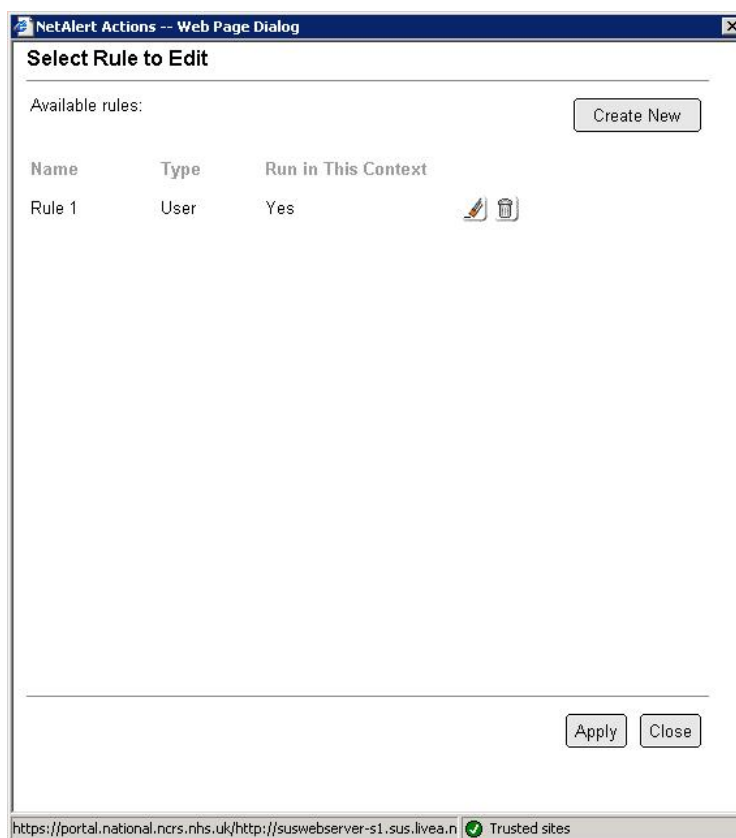 NetAlert Actions -- Web Page Dialog
Select Rule to Edit
Available rules:
Create New
Name Type Run in This Context
Rule 1 User Yes
Apply Close
https://portal.national.ncrs.nhs.uk/http://suswebserver-s1.sus.livea.n Trusted sites